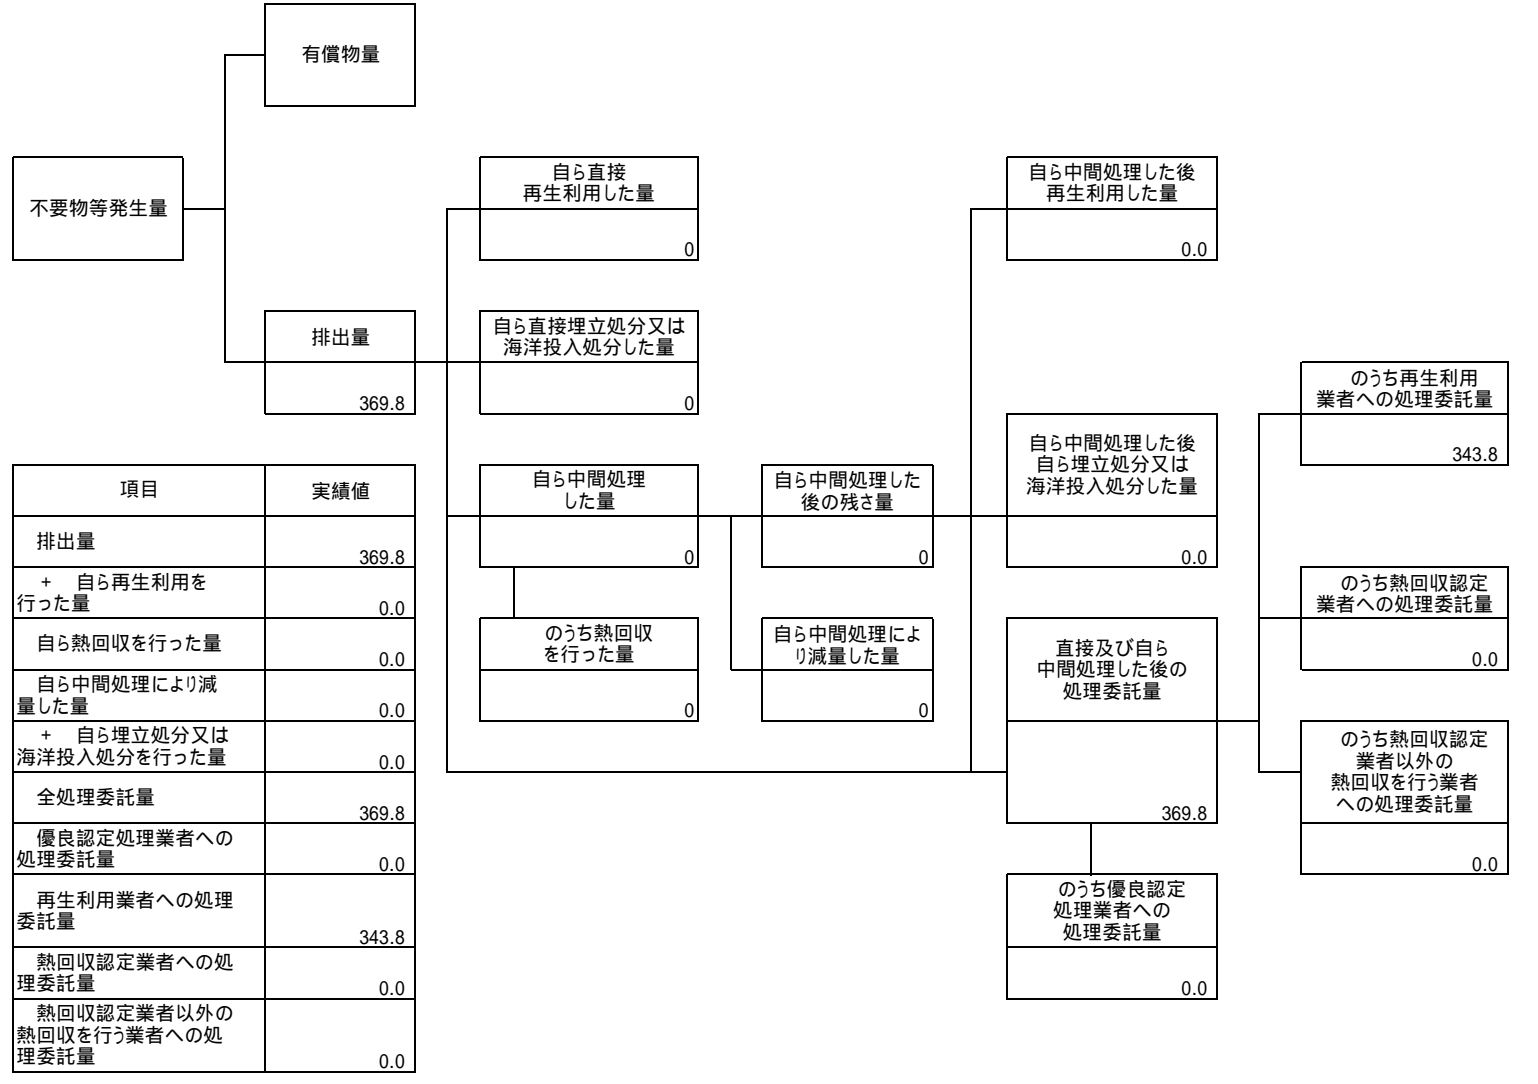 有償物量
不要物等発生量
自ら直接
再生利用した量
0
自ら中間処理した後
再生利用した量
0.0
排出量
369.8
自ら直接埋立処分又は
海洋投入処分した量
0
のうち再生利用
業者への処理委託量
343.8
自ら中間処理
した量
0
自ら中間処理した
後の残さ量
0
自ら中間処理した後
自ら埋立処分又は
海洋投入処分した量
0.0
のうち熱回収
を行った量
0
自ら中間処理によ
り減量した量
0
直接及び自ら
中間処理した後の
処理委託量
369.8
のうち熱回収認定
業者への処理委託量
0.0
のうち熱回収認定
業者以外の
熱回収を行う業者
への処理委託量
0.0
のうち優良認定
処理業者への
処理委託量
0.0
項目 実績値
排出量 369.8
+ 自ら再生利用を
行った量 0.0
自ら熱回収を行った量 0.0
自ら中間処理により減
量した量 0.0
+ 自ら埋立処分又は
海洋投入処分を行った量 0.0
全処理委託量 369.8
優良認定処理業者への
処理委託量 0.0
再生利用業者への処理
委託量 343.8
熱回収認定業者への処
理委託量 0.0
熱回収認定業者以外の
熱回収を行う業者への処
理委託量 0.0